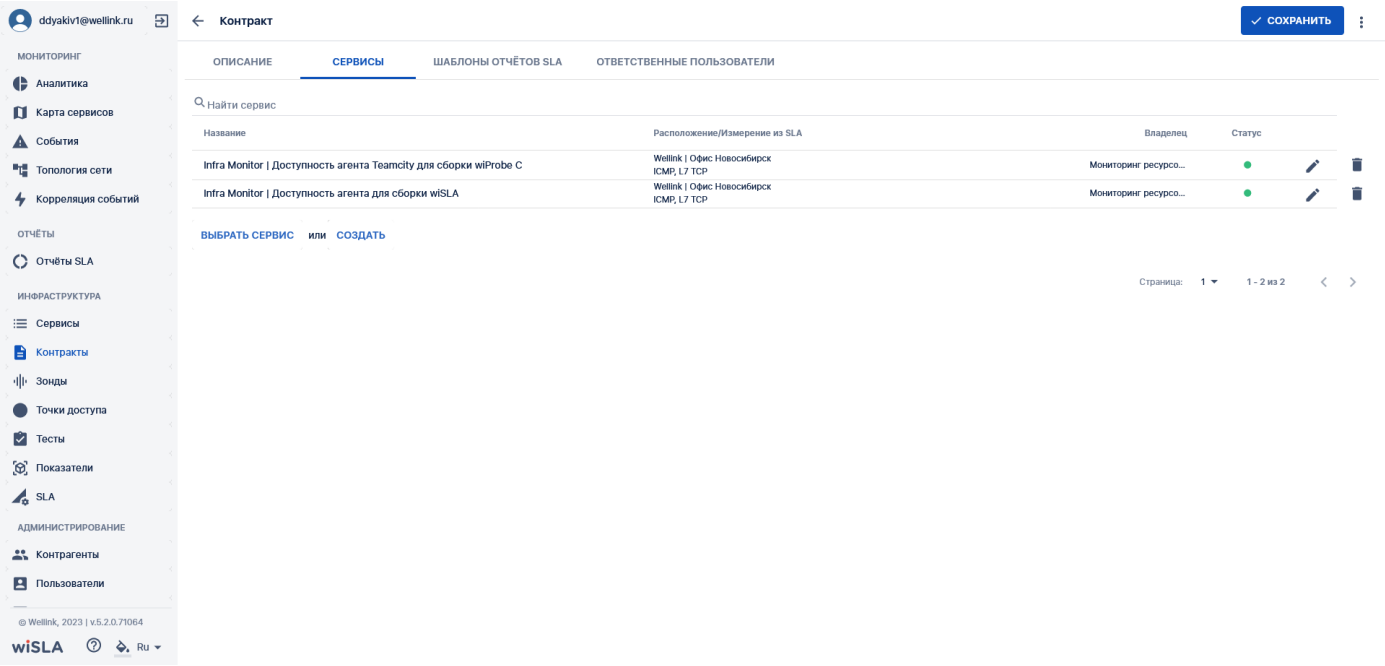 ddyakiv1@wellink.ru
МОНИТОРИНГ
Аналитика
Карта сервисов
События
Топология сети
Корреляция событий
ОТЧЁТЫ
Отчёты SLA
ИНФРАСТРУКТУРА
Сервисы
Контракты
Зонды
Точки доступа
Тесты
Показатели
SLA
АДМИНИСТРИРОВАНИЕ
Контрагенты
Пользователи
© Wellink, 2023 | v.5.2.0.71064
wiSLA Ru
Контракт СОХРАНИТЬ
ОПИСАНИЕ СЕРВИСЫ ШАБЛОНЫ ОТЧЁТОВ SLA ОТВЕТСТВЕННЫЕ ПОЛЬЗОВАТЕЛИ
Найти сервис
Название Расположение/Измерение из SLA Владелец Статус
Infra Monitor | Доступность агента Teamcity для сборки wiProbe C Wellink | Офис Новосибирск Мониторинг ресурсо...
ICMP, L7 TCP
Infra Monitor | Доступность агента для сборки wiSLA Wellink | Офис Новосибирск Мониторинг ресурсо...
ICMP, L7 TCP
ВЫБРАТЬ СЕРВИС или СОЗДАТЬ
Страница: 1 1 - 2 из 2